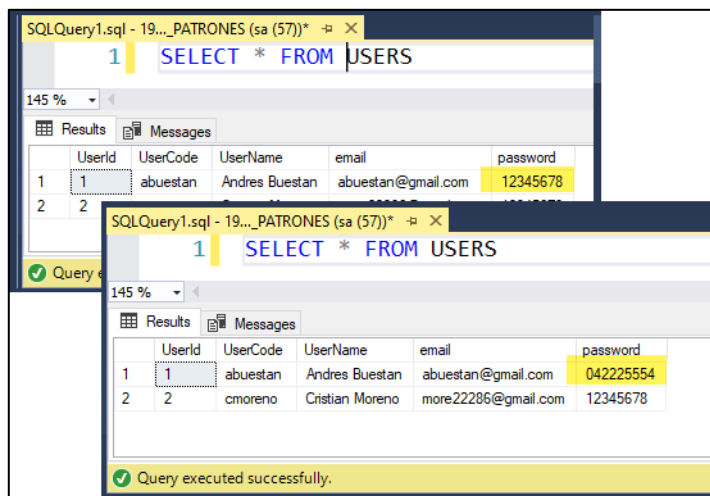 SQLQuery1.sql - 19..._PATRONES (sa (57))*
1 SELECT * FROM USERS
145 %
Results Messages
UserId UserCode UserName email password
1 1 abuestan Andres Buestan abuestan@gmail.com 12345678
2 2
Query e
SQLQuery1.sql - 19..._PATRONES (sa (57))*
1 SELECT * FROM USERS
145 %
Results Messages
UserId UserCode UserName email password
1 1 abuestan Andres Buestan abuestan@gmail.com 042225554
2 2 cmoreno Cristian Moreno more22286@gmail.com 12345678
Query executed successfully.